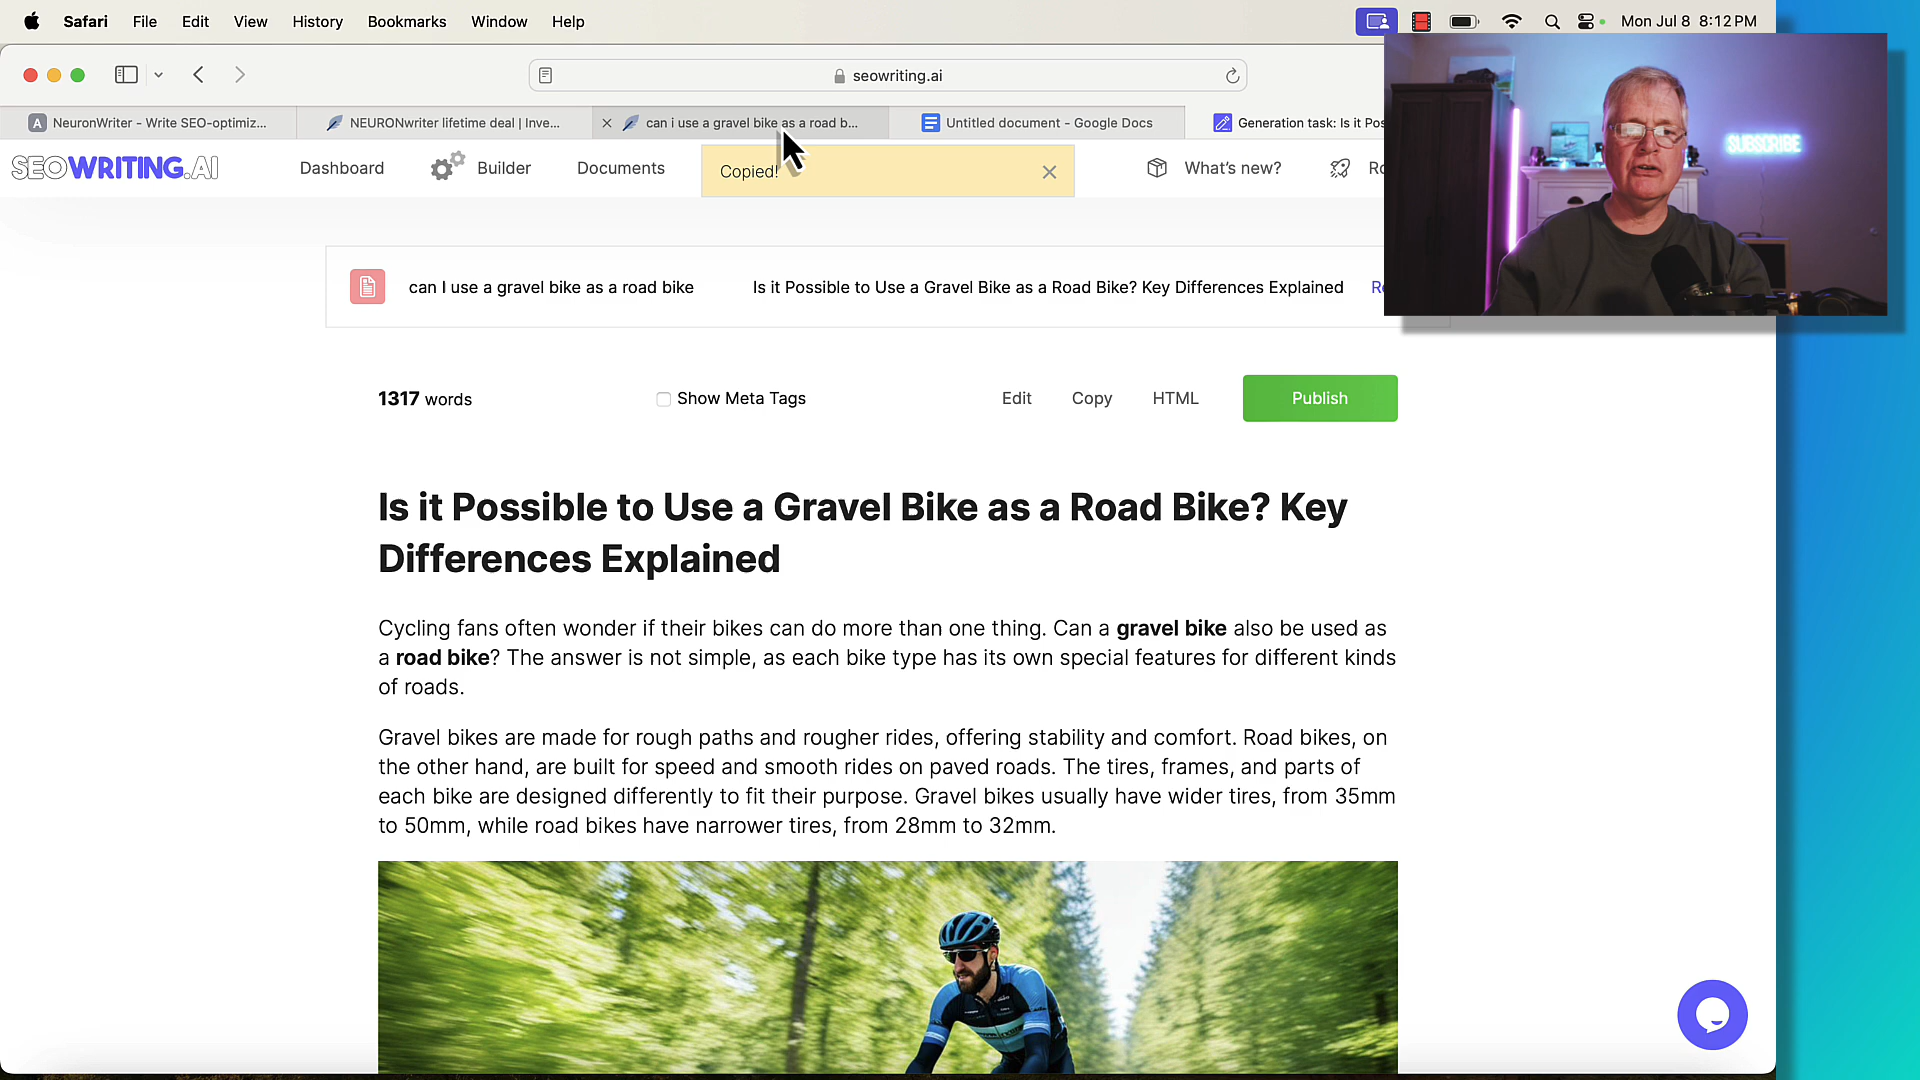 Safari File Edit View History Bookmarks Window Help Mon Jul 8 8:12 PM
seowriting.ai
A NeuronWriter - Write SEO-optimiz... NEURONwriter lifetime deal | Inve... can i use a gravel bike as a road b... Untitled document - Google Docs Generation task: Is it Pos
SEOWRITING.AI Dashboard Builder Documents Copied! What's new? Ro
SUBSCRIBE
can I use a gravel bike as a road bike Is it Possible to Use a Gravel Bike as a Road Bike? Key Differences Explained
1317 words Show Meta Tags Edit Copy HTML Publish
Is it Possible to Use a Gravel Bike as a Road Bike? Key
Differences Explained
Cycling fans often wonder if their bikes can do more than one thing. Can a gravel bike also be used as
a road bike? The answer is not simple, as each bike type has its own special features for different kinds
of roads.
Gravel bikes are made for rough paths and rougher rides, offering stability and comfort. Road bikes, on
the other hand, are built for speed and smooth rides on paved roads. The tires, frames, and parts of
each bike are designed differently to fit their purpose. Gravel bikes usually have wider tires, from 35mm
to 50mm, while road bikes have narrower tires, from 28mm to 32mm.